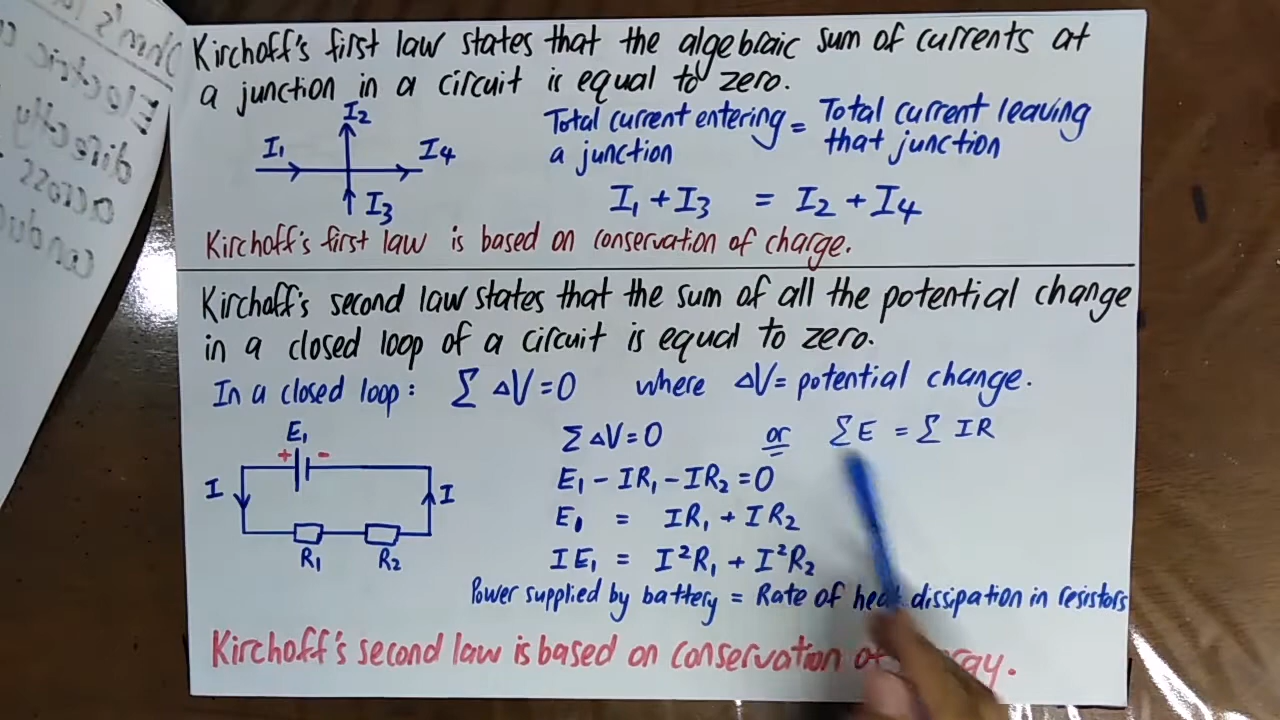 Kirchoff's first law states that the algebraic sum of currents at
a junction in a circuit is equal to zero.
I₁ I₂ I₃ I₄
Total current entering = Total current leaving
a junction that junction
I₁ + I₃ = I₂ + I₄
Kirchoff's first law is based on conservation of charge.
Kirchoff's second law states that the sum of all the potential change
in a closed loop of a circuit is equal to zero.
In a closed loop: Σ ΔV = 0 where ΔV = potential change.
Σ ΔV = 0 or ΣE = Σ IR
E₁ + -
I I
R₁ R₂
E₁ - IR₁ - IR₂ = 0
E₁ = IR₁ + IR₂
IE₁ = I²R₁ + I²R₂
Power supplied by battery = Rate of heat dissipation in resistors
Kirchoff's second law is based on conservation of